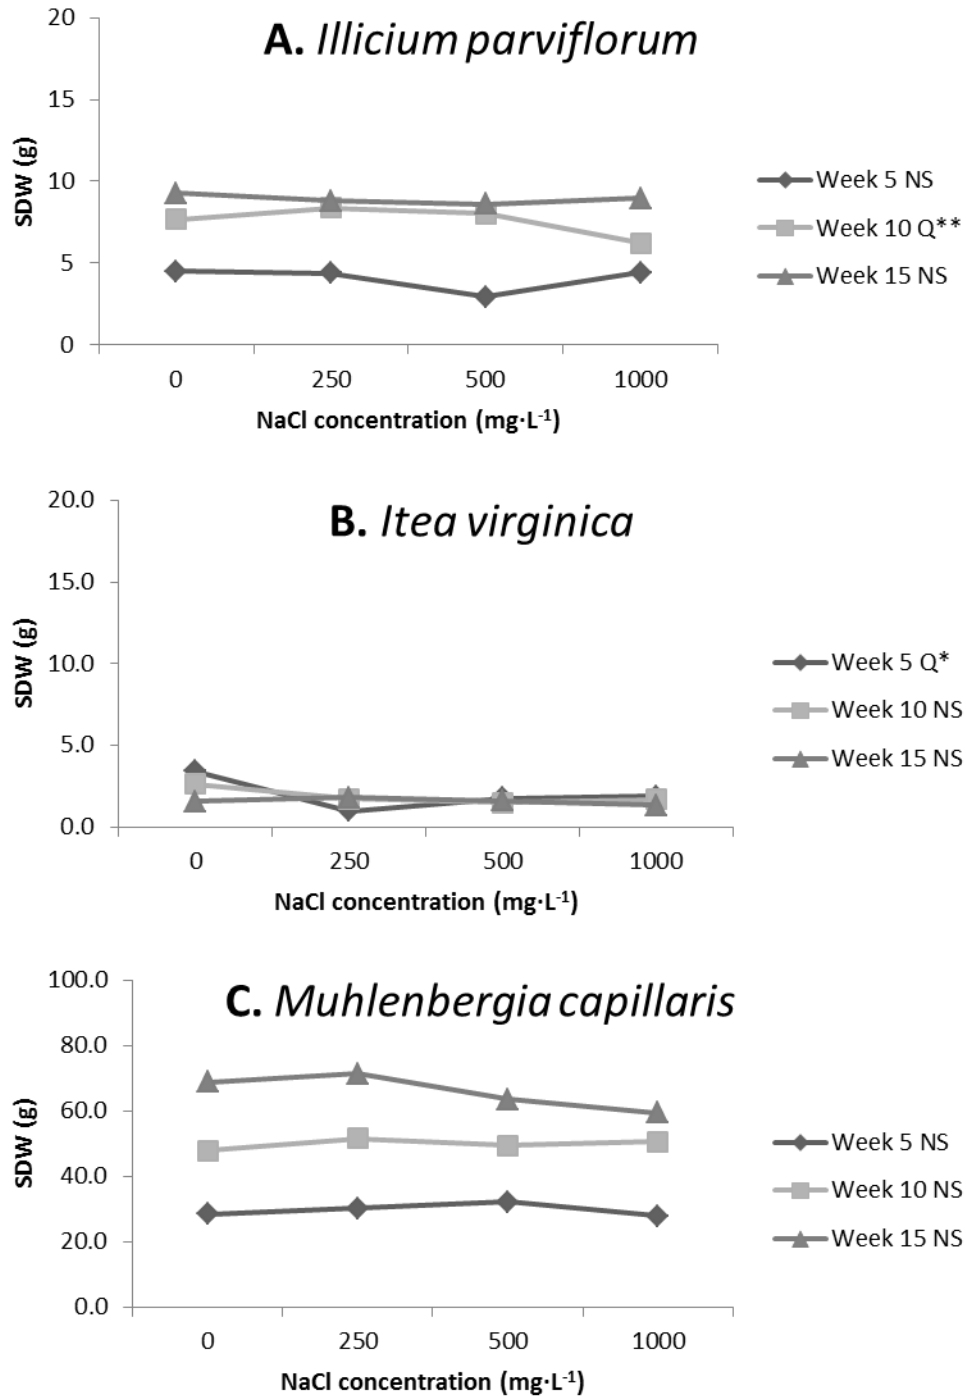 A. Illicium parviflorum
20
15
10
5
0
SDW (g)
0 250 500 1000
NaCl concentration (mg·L⁻¹)
Week 5 NS
Week 10 Q**
Week 15 NS
B. Itea virginica
20.0
15.0
10.0
5.0
0.0
SDW (g)
0 250 500 1000
NaCl concentration (mg·L⁻¹)
Week 5 Q*
Week 10 NS
Week 15 NS
C. Muhlenbergia capillaris
100.0
80.0
60.0
40.0
20.0
0.0
SDW (g)
0 250 500 1000
NaCl concentration (mg·L⁻¹)
Week 5 NS
Week 10 NS
Week 15 NS